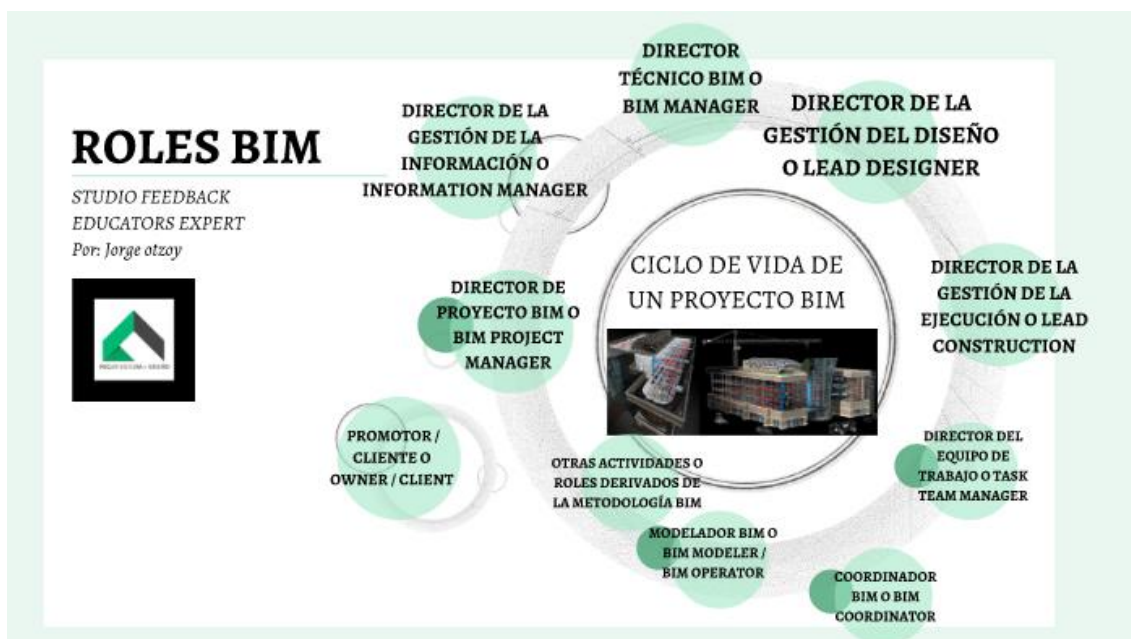 ROLES BIM
STUDIO FEEDBACK
EDUCATORS EXPERT
Por: Jorge otzoy
DIRECTOR DE LA
GESTIÓN DE LA
INFORMACIÓN O
INFORMATION MANAGER
DIRECTOR
TÉCNICO BIM O
BIM MANAGER
DIRECTOR DE LA
GESTIÓN DEL DISEÑO
O LEAD DESIGNER
DIRECTOR DE LA
GESTIÓN DE LA
EJECUCIÓN O LEAD
CONSTRUCTION
DIRECTOR DEL
EQUIPO DE
TRABAJO O TASK
TEAM MANAGER
COORDINADOR
BIM O BIM
COORDINATOR
MODELADOR BIM O
BIM MODELER /
BIM OPERATOR
OTRAS ACTIVIDADES O
ROLES DERIVADOS DE
LA METODOLOGÍA BIM
PROMOTOR /
CLIENTE O
OWNER / CLIENT
DIRECTOR DE
PROYECTO BIM O
BIM PROJECT
MANAGER
CICLO DE VIDA DE
UN PROYECTO BIM